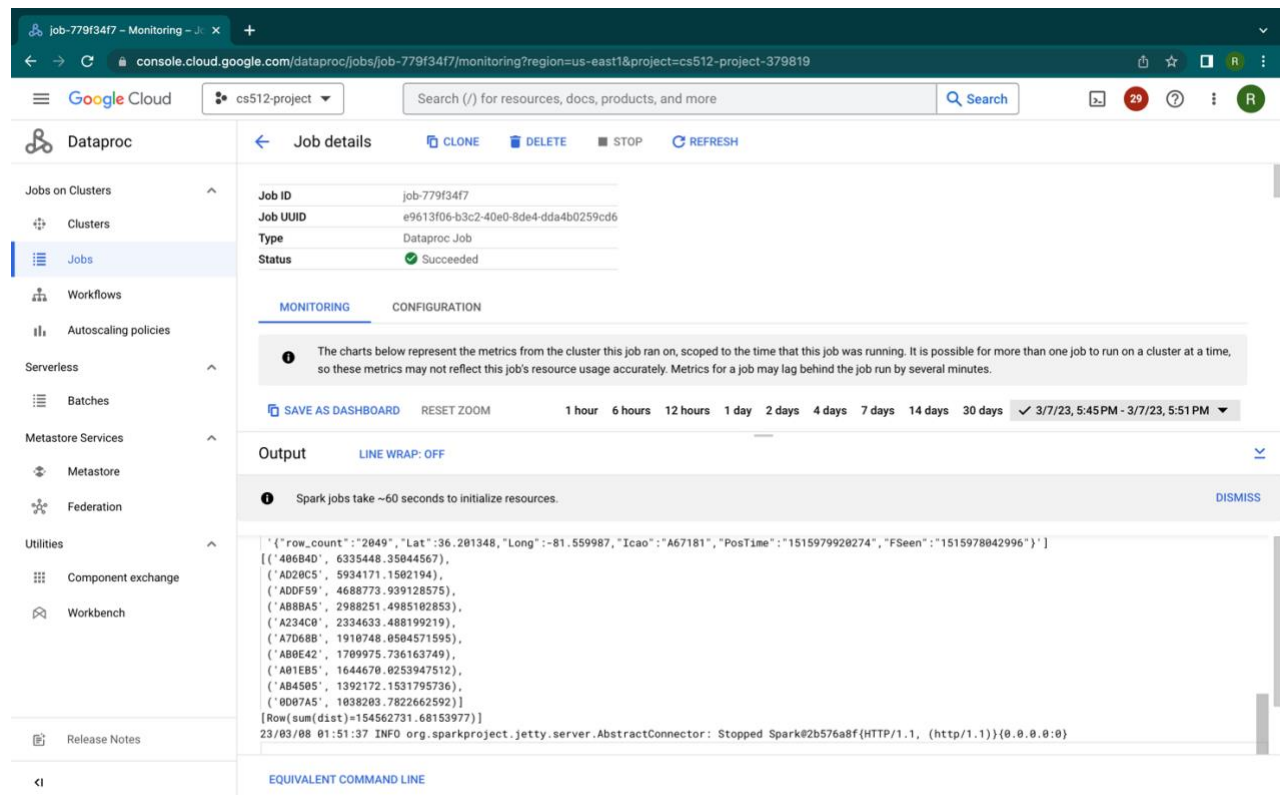 job-779f34f7 – Monitoring – Jo
console.cloud.google.com/dataproc/jobs/job-779f34f7/monitoring?region=us-east1&project=cs512-project-379819
R
Google Cloud
cs512-project
Search (/) for resources, docs, products, and more
Search
29
R
Dataproc
Job details
CLONE
DELETE
STOP
REFRESH
Jobs on Clusters
Clusters
Jobs
Workflows
Autoscaling policies
Serverless
Batches
Metastore Services
Metastore
Federation
Utilities
Component exchange
Workbench
Release Notes
Job ID job-779f34f7
Job UUID e9613f06-b3c2-40e0-8de4-dda4b0259cd6
Type Dataproc Job
Status Succeeded
MONITORING CONFIGURATION
The charts below represent the metrics from the cluster this job ran on, scoped to the time that this job was running. It is possible for more than one job to run on a cluster at a time,
so these metrics may not reflect this job's resource usage accurately. Metrics for a job may lag behind the job run by several minutes.
SAVE AS DASHBOARD RESET ZOOM 1 hour 6 hours 12 hours 1 day 2 days 4 days 7 days 14 days 30 days 3/7/23, 5:45 PM - 3/7/23, 5:51 PM
Output LINE WRAP: OFF
Spark jobs take ~60 seconds to initialize resources. DISMISS
'{"row_count":"2049","Lat":36.201348,"Long":-81.559987,"Icao":"A67181","PosTime":"1515979920274","FSeen":"1515978042996"}']
[('406B4D', 6335448.35044567),
('AD20C5', 5934171.1502194),
('ADDF59', 4688773.939128575),
('AB8BA5', 2988251.4985102853),
('A234C0', 2334633.488199219),
('A7D68B', 1910748.0504571595),
('AB0E42', 1709975.736163749),
('A01EB5', 1644670.0253947512),
('AB4505', 1392172.1531795736),
('0D07A5', 1038203.7822662592)]
[Row(sum(dist)=154562731.68153977)]
23/03/08 01:51:37 INFO org.sparkproject.jetty.server.AbstractConnector: Stopped Spark@2b576a8f{HTTP/1.1, (http/1.1)}{0.0.0.0:0}
EQUIVALENT COMMAND LINE